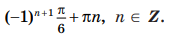 (–1)ⁿ⁺¹ π/6 + πn, n ∈ Z.